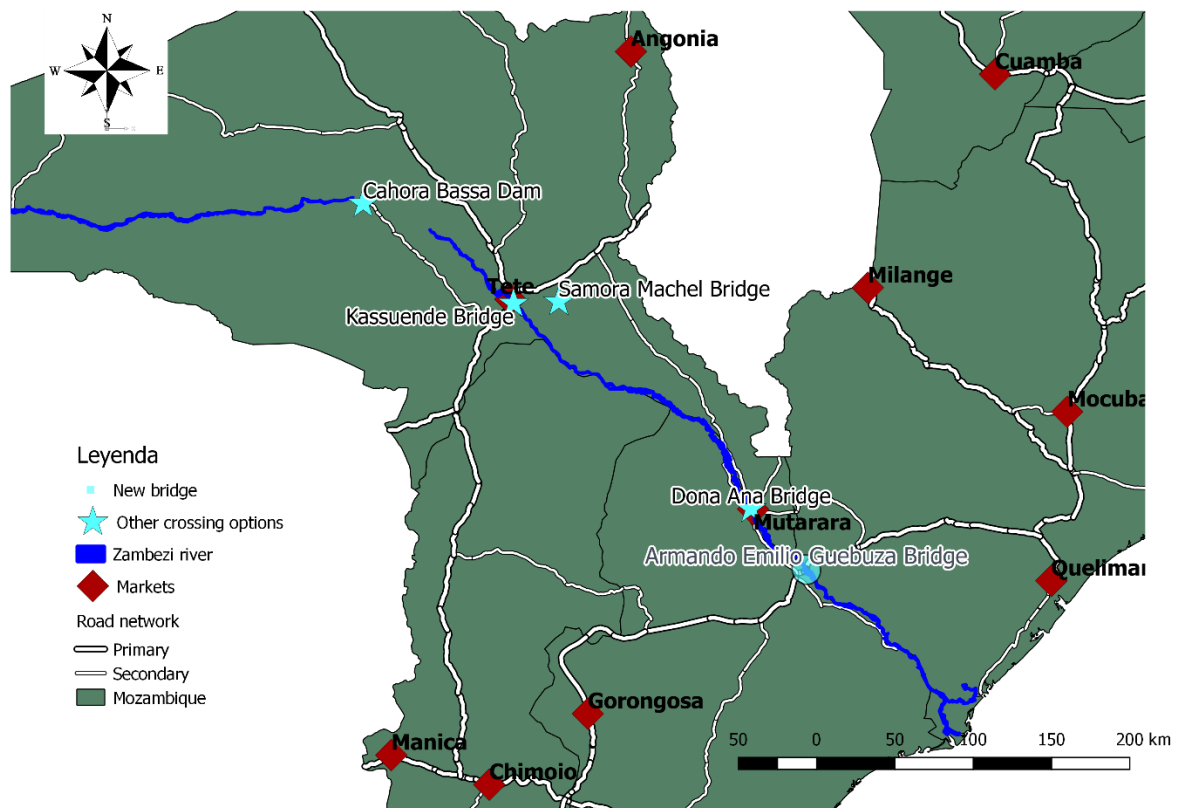 N
W
E
S
Angonia
Cuamba
Cahora Bassa Dam
Tete
Samora Machel Bridge
Kassuende Bridge
Milange
Mocuba
Dona Ana Bridge
Mutarara
Armando Emilio Guebuza Bridge
Quelimar
Gorongosa
Manica
Chimoio
Leyenda
New bridge
Other crossing options
Zambezi river
Markets
Road network
Primary
Secondary
Mozambique
50 0 50 100 150 200 km